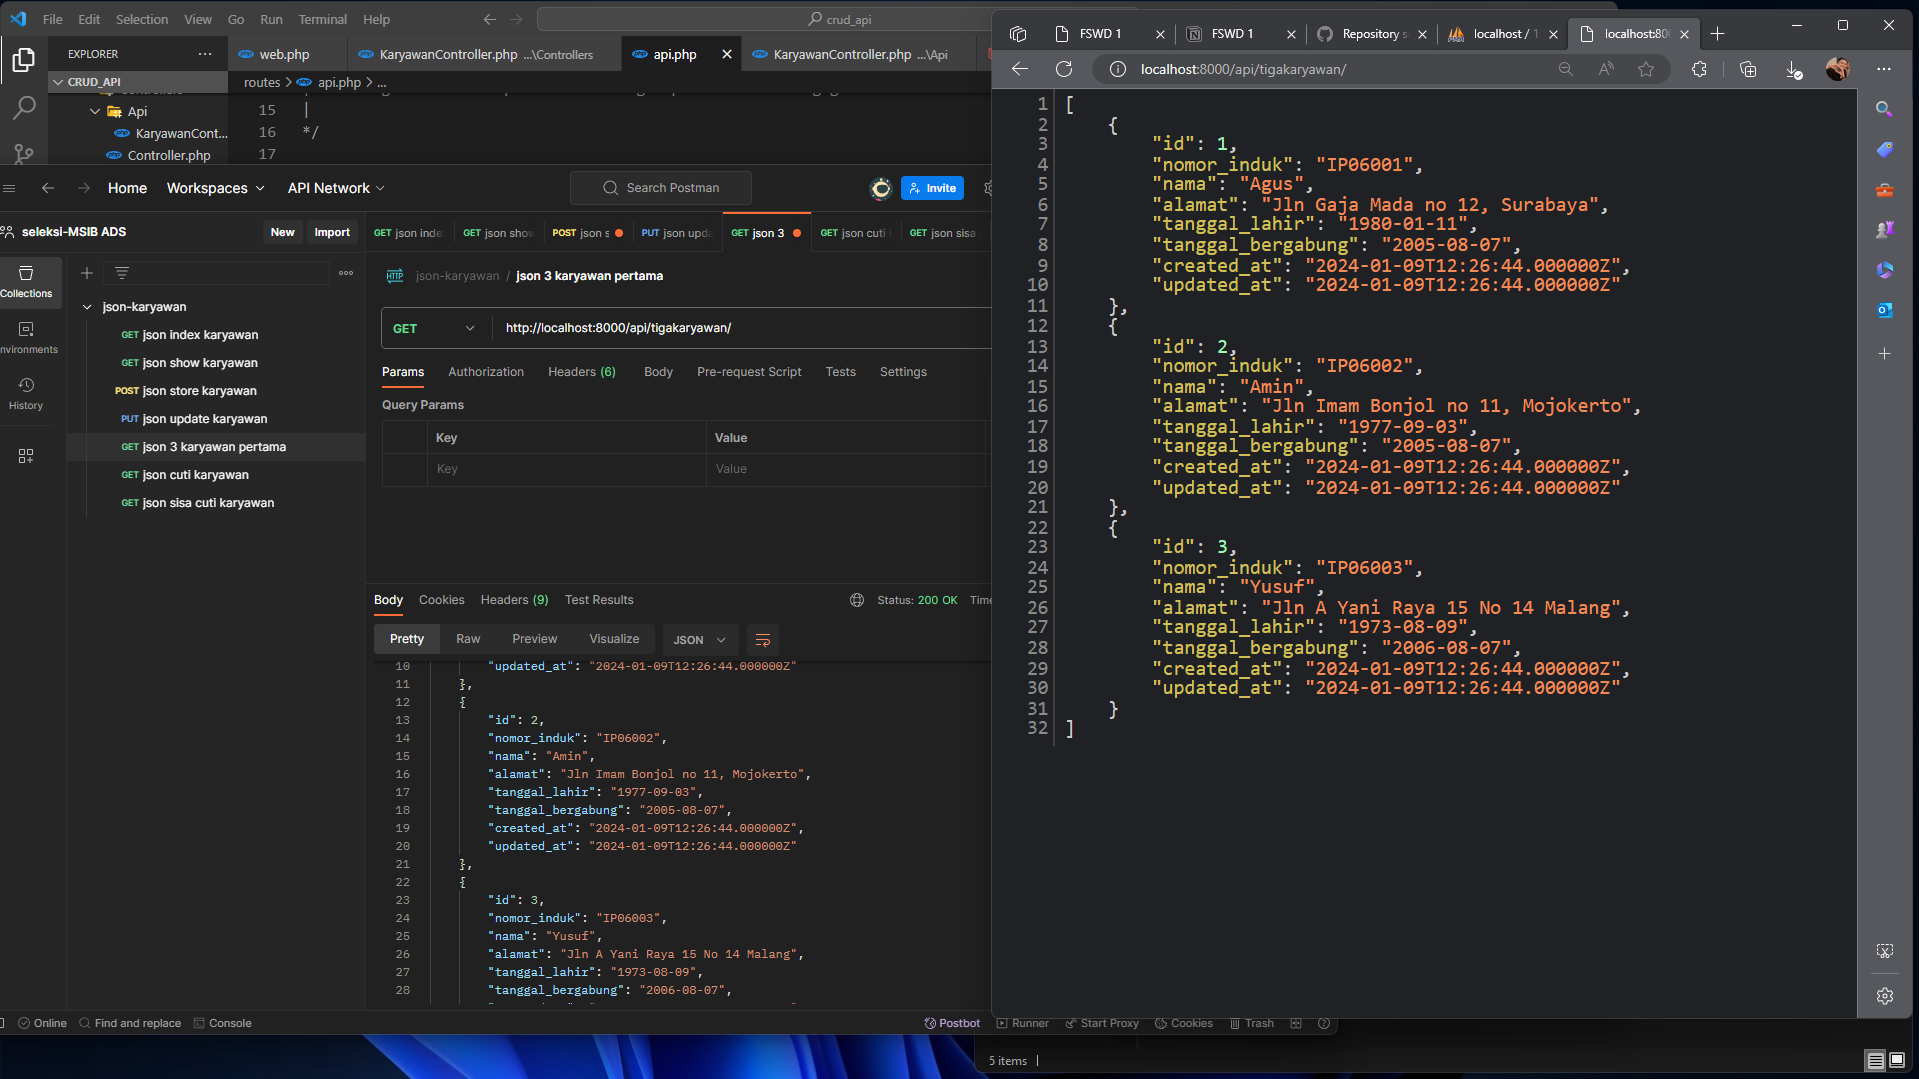 File Edit Selection View Go Run Terminal Help
crud_api
EXPLORER
web.php
KaryawanController.php ...\Controllers
api.php
KaryawanController.php ...\Api
CRUD_API
routes > api.php > ...
Api
KaryawanCont...
Controller.php
15 |
16 */
17
Home Workspaces API Network
Search Postman
Invite
seleksi-MSIB ADS
New Import
GET json inde
GET json shov
POST json s
PUT json upda
GET json 3
GET json cuti
GET json sisa
Collections
nvironments
History
json-karyawan
GET json index karyawan
GET json show karyawan
POST json store karyawan
PUT json update karyawan
GET json 3 karyawan pertama
GET json cuti karyawan
GET json sisa cuti karyawan
HTTP json-karyawan / json 3 karyawan pertama
GET http://localhost:8000/api/tigakaryawan/
Params Authorization Headers (6) Body Pre-request Script Tests Settings
Query Params
Key Value
Key Value
Body Cookies Headers (9) Test Results
Status: 200 OK Time
Pretty Raw Preview Visualize JSON
10 "updated_at": "2024-01-09T12:26:44.000000Z"
11 },
12 {
13 "id": 2,
14 "nomor_induk": "IP06002",
15 "nama": "Amin",
16 "alamat": "Jln Imam Bonjol no 11, Mojokerto",
17 "tanggal_lahir": "1977-09-03",
18 "tanggal_bergabung": "2005-08-07",
19 "created_at": "2024-01-09T12:26:44.000000Z",
20 "updated_at": "2024-01-09T12:26:44.000000Z"
21 },
22 {
23 "id": 3,
24 "nomor_induk": "IP06003",
25 "nama": "Yusuf",
26 "alamat": "Jln A Yani Raya 15 No 14 Malang",
27 "tanggal_lahir": "1973-08-09",
28 "tanggal_bergabung": "2006-08-07",
Online Find and replace Console
Postbot Runner Start Proxy Cookies Trash
5 items
FSWD 1
FSWD 1
Repository s
localhost / 1
localhost:800
localhost:8000/api/tigakaryawan/
1 [
2 {
3 "id": 1,
4 "nomor_induk": "IP06001",
5 "nama": "Agus",
6 "alamat": "Jln Gaja Mada no 12, Surabaya",
7 "tanggal_lahir": "1980-01-11",
8 "tanggal_bergabung": "2005-08-07",
9 "created_at": "2024-01-09T12:26:44.000000Z",
10 "updated_at": "2024-01-09T12:26:44.000000Z"
11 },
12 {
13 "id": 2,
14 "nomor_induk": "IP06002",
15 "nama": "Amin",
16 "alamat": "Jln Imam Bonjol no 11, Mojokerto",
17 "tanggal_lahir": "1977-09-03",
18 "tanggal_bergabung": "2005-08-07",
19 "created_at": "2024-01-09T12:26:44.000000Z",
20 "updated_at": "2024-01-09T12:26:44.000000Z"
21 },
22 {
23 "id": 3,
24 "nomor_induk": "IP06003",
25 "nama": "Yusuf",
26 "alamat": "Jln A Yani Raya 15 No 14 Malang",
27 "tanggal_lahir": "1973-08-09",
28 "tanggal_bergabung": "2006-08-07",
29 "created_at": "2024-01-09T12:26:44.000000Z",
30 "updated_at": "2024-01-09T12:26:44.000000Z"
31 }
32 ]